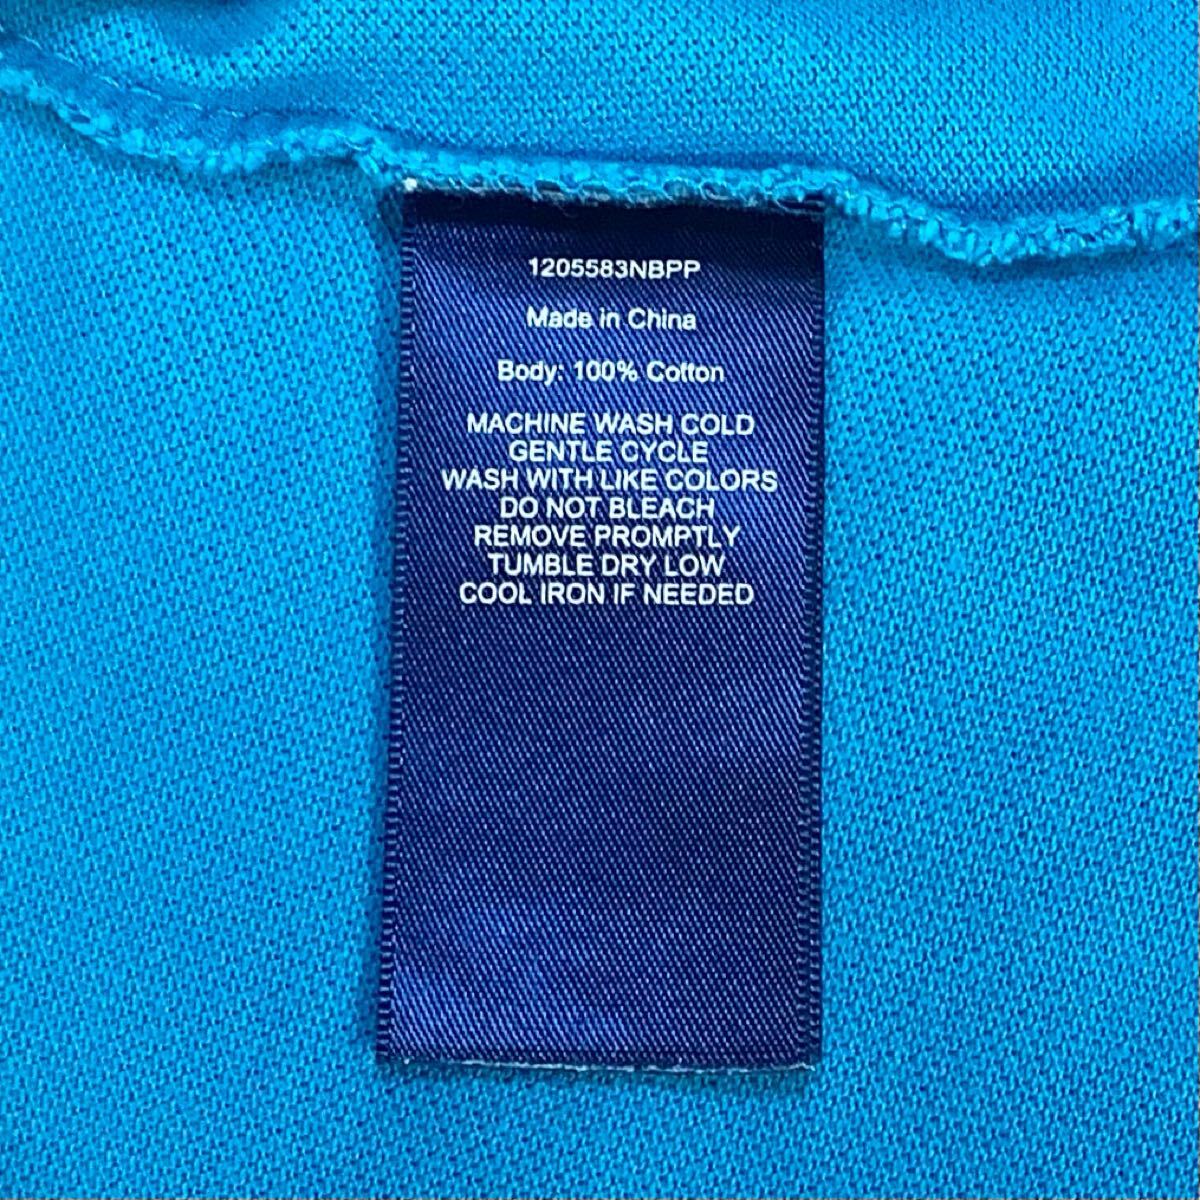 1205583NBPP
Made in China
Body: 100% Cotton
MACHINE WASH COLD
GENTLE CYCLE
WASH WITH LIKE COLORS
DO NOT BLEACH
REMOVE PROMPTLY
TUMBLE DRY LOW
COOL IRON IF NEEDED